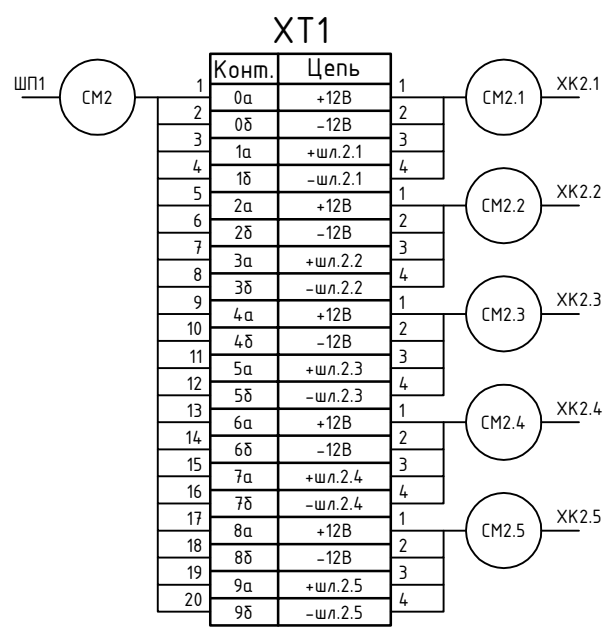 XT1
Конт. Цепь
ШП1 СМ2 1 0а +12В 1 СМ2.1 ХК2.1
2 0б -12В 2
3 1а +шл.2.1 3
4 1б -шл.2.1 4
5 2а +12В 1 СМ2.2 ХК2.2
6 2б -12В 2
7 3а +шл.2.2 3
8 3б -шл.2.2 4
9 4а +12В 1 СМ2.3 ХК2.3
10 4б -12В 2
11 5а +шл.2.3 3
12 5б -шл.2.3 4
13 6а +12В 1 СМ2.4 ХК2.4
14 6б -12В 2
15 7а +шл.2.4 3
16 7б -шл.2.4 4
17 8а +12В 1 СМ2.5 ХК2.5
18 8б -12В 2
19 9а +шл.2.5 3
20 9б -шл.2.5 4